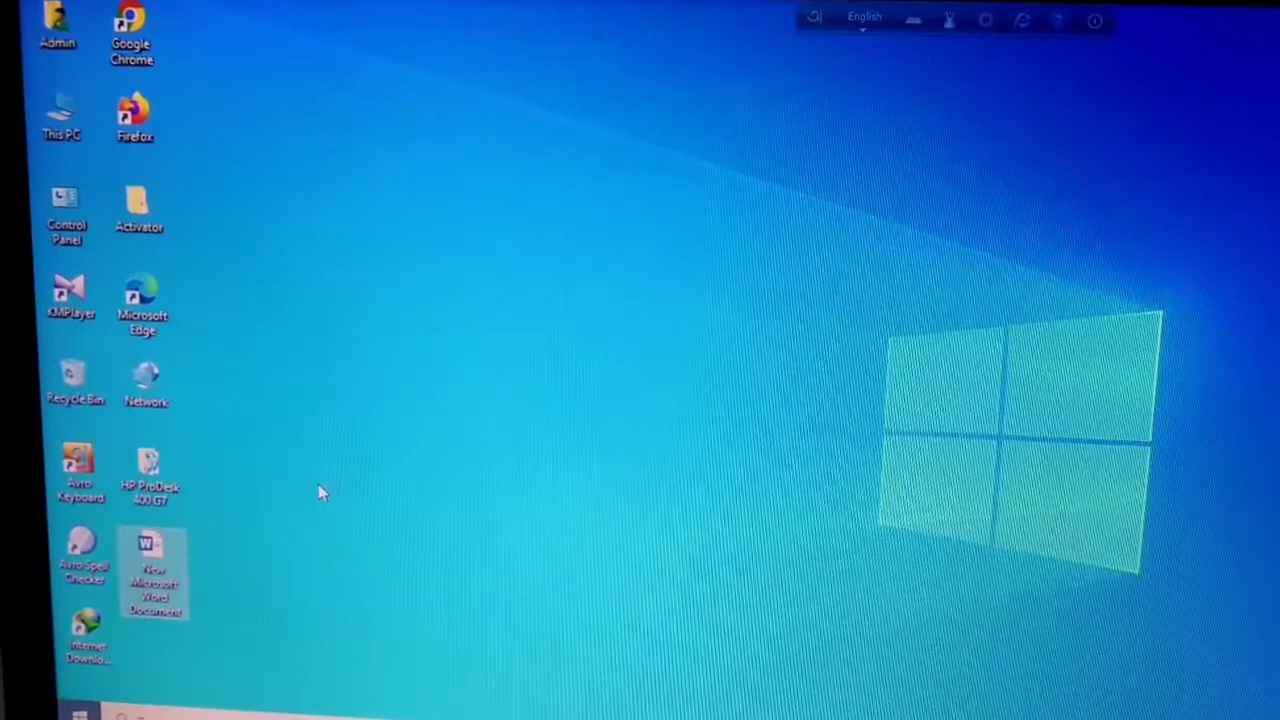 English
Admin
Google
Chrome
This PC
Firefox
Control
Panel
Activator
KMPlayer
Microsoft
Edge
Recycle Bin
Network
Avro
Keyboard
HP ProDesk
400 G7
Avro Spell
Checker
New
Microsoft
Word
Document
Internet
Downlo...